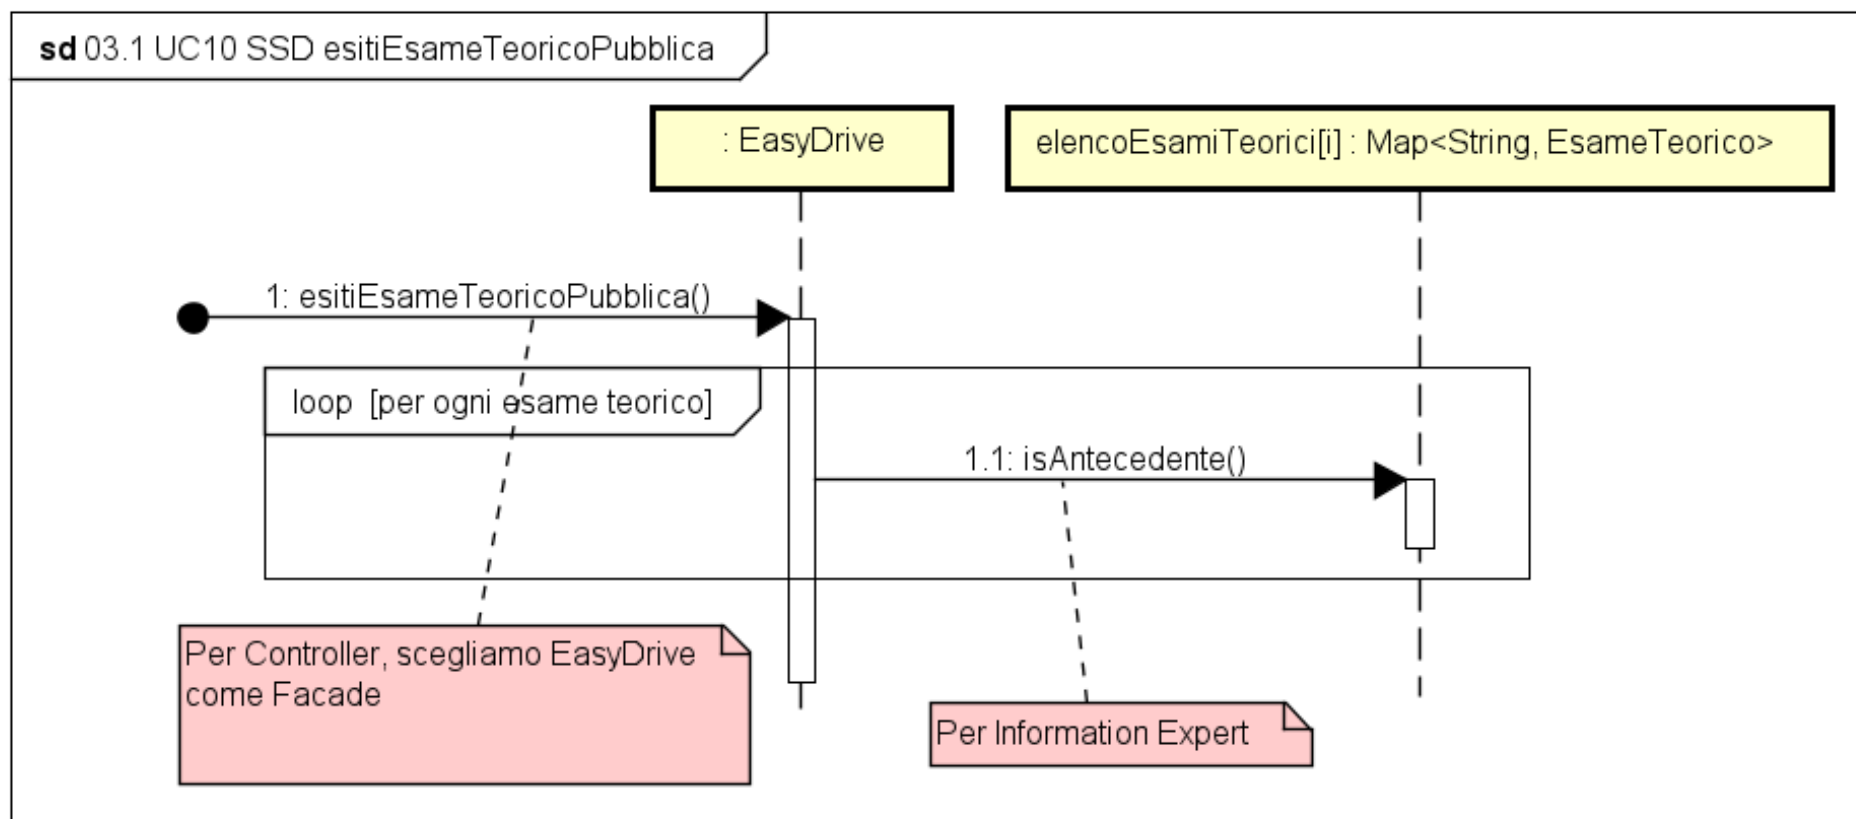 sd 03.1 UC10 SSD esitiEsameTeoricoPubblica
: EasyDrive
elencoEsamiTeorici[i] : Map<String, EsameTeorico>
1: esitiEsameTeoricoPubblica()
loop [per ogni esame teorico]
1.1: isAntecedente()
Per Controller, scegliamo EasyDrive
come Facade
Per Information Expert